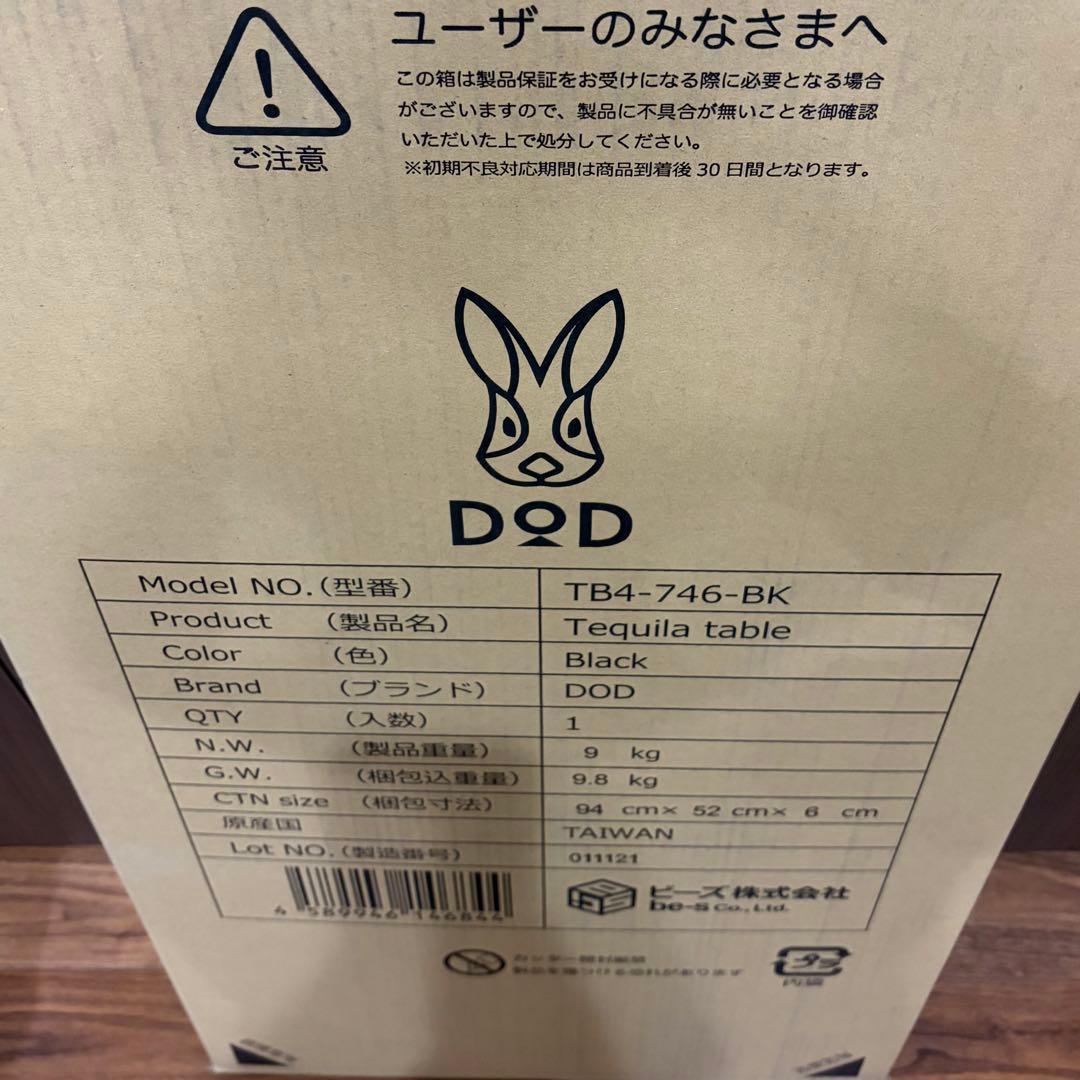 ユーザーのみなさまへ
この箱は製品保証をお受けになる際に必要となる場合
がございますので、製品に不具合が無いことを御確認
いただいた上で処分してください。
※初期不良対応期間は商品到着後30日間となります。
ご注意
DOD
Model NO.(型番) TB4-746-BK
Product (製品名) Tequila table
Color (色) Black
Brand (ブランド) DOD
QTY (入数) 1
N.W. (製品重量) 9 kg
G.W. (梱包込重量) 9.8 kg
CTN size (梱包寸法) 94 cm× 52 cm× 6 cm
原産国 TAIWAN
Lot NO.(製造番号) 011121
4 589946 146844
ビーズ株式会社
be-s Co., Ltd.